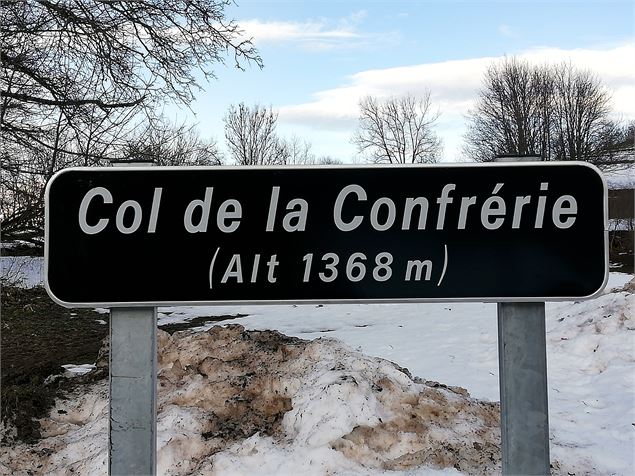 Col de la Confrérie
(Alt 1368 m)